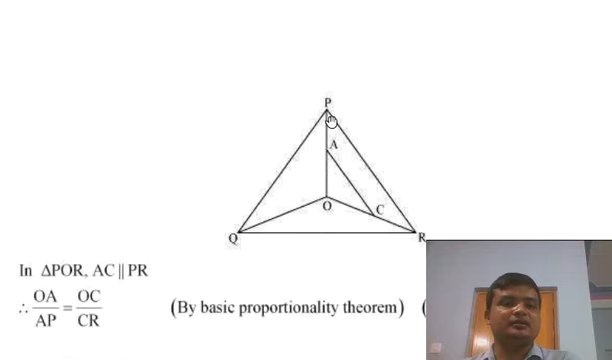 P
A
O
C
Q
R
In ΔPOR, AC || PR
∴ OA/AP = OC/CR (By basic proportionality theorem) (